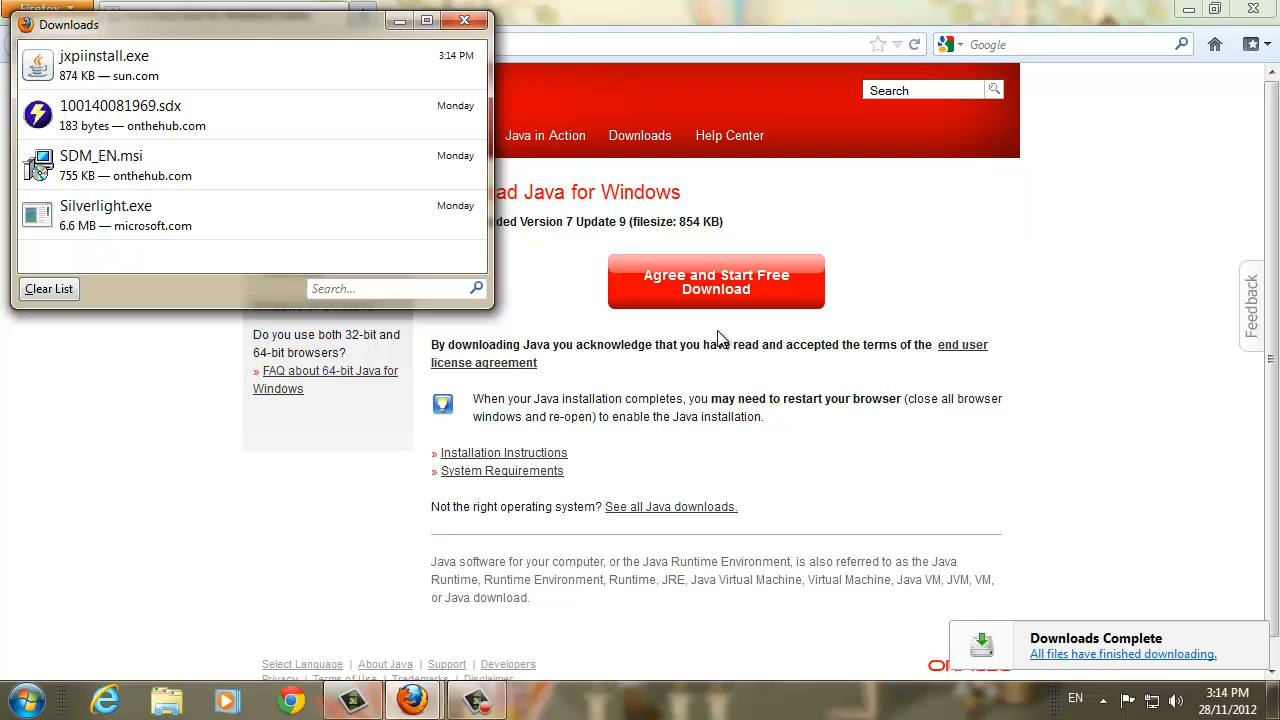 Firefox
Downloads
jxpiinstall.exe
3:14 PM
874 KB — sun.com
100140081969.sdx
Monday
183 bytes — onthehub.com
SDM_EN.msi
Monday
755 KB — onthehub.com
Silverlight.exe
Monday
6.6 MB — microsoft.com
Clear List
Search...
Google
Search
Java in Action
Downloads
Help Center
ad Java for Windows
ded Version 7 Update 9 (filesize: 854 KB)
Agree and Start Free
Download
Feedback
Do you use both 32-bit and
64-bit browsers?
» FAQ about 64-bit Java for
Windows
By downloading Java you acknowledge that you have read and accepted the terms of the end user
license agreement
When your Java installation completes, you may need to restart your browser (close all browser
windows and re-open) to enable the Java installation.
» Installation Instructions
» System Requirements
Not the right operating system? See all Java downloads.
Java software for your computer, or the Java Runtime Environment, is also referred to as the Java
Runtime, Runtime Environment, Runtime, JRE, Java Virtual Machine, Virtual Machine, Java VM, JVM, VM,
or Java download.
Select Language | About Java | Support | Developers
Privacy | Terms of Use | Trademarks | Disclaimer
Downloads Complete
All files have finished downloading.
EN
3:14 PM
28/11/2012